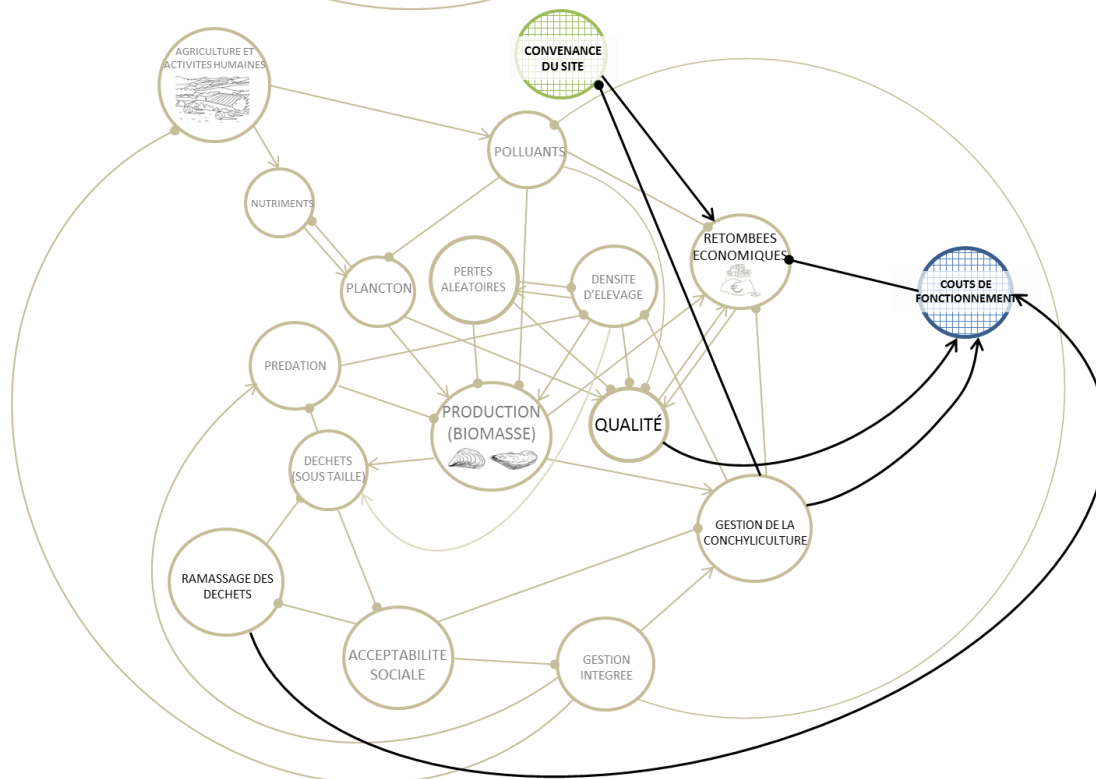 CONVENANCE
DU SITE
AGRICULTURE ET
ACTIVITES HUMAINES
POLLUANTS
NUTRIMENTS
RETOMBEES
ECONOMIQUES
€
PERTES
ALEATOIRES
DENSITE
D'ELEVAGE
PLANCTON
COUTS DE
FONCTIONNEMENT
PREDATION
PRODUCTION
(BIOMASSE)
QUALITÉ
DECHETS
(SOUS TAILLE)
GESTION DE LA
CONCHYLICULTURE
RAMASSAGE DES
DECHETS
ACCEPTABILITE
SOCIALE
GESTION
INTEGREE